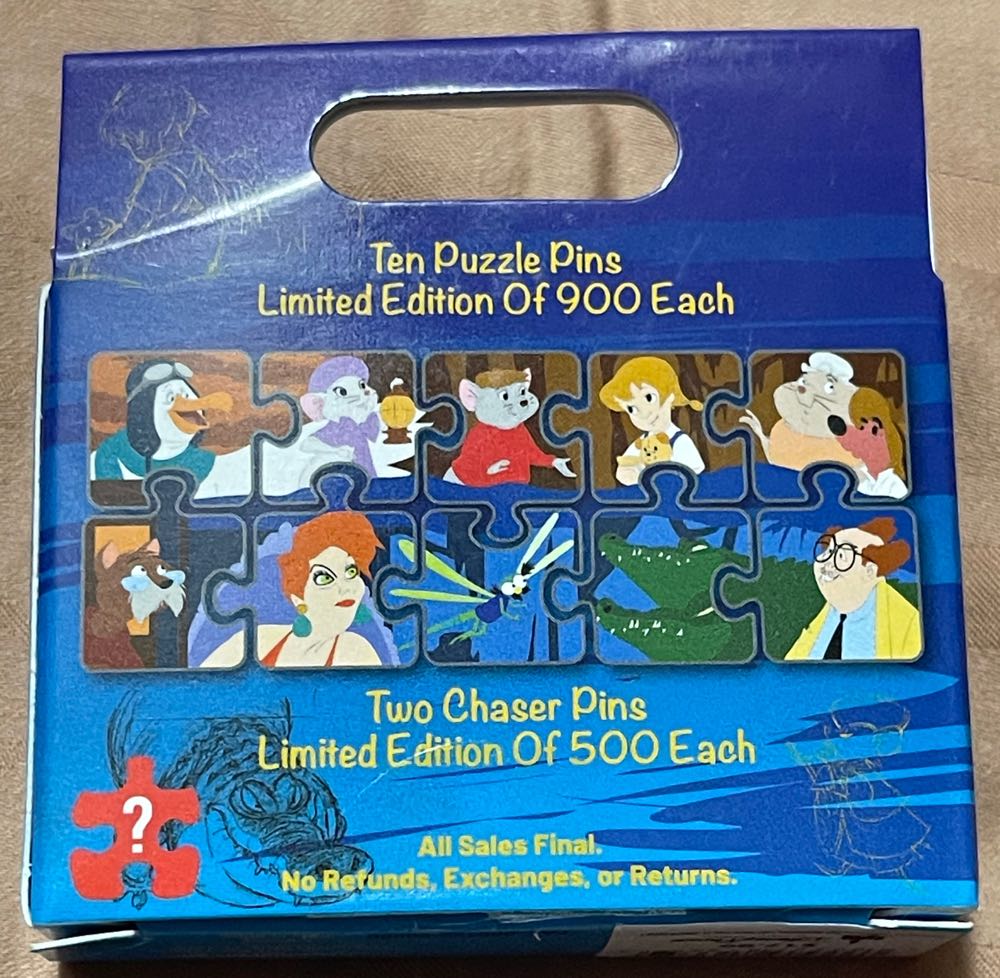 Ten Puzzle Pins
Limited Edition Of 900 Each
Two Chaser Pins
Limited Edition Of 500 Each
?
All Sales Final.
No Refunds, Exchanges, or Returns.